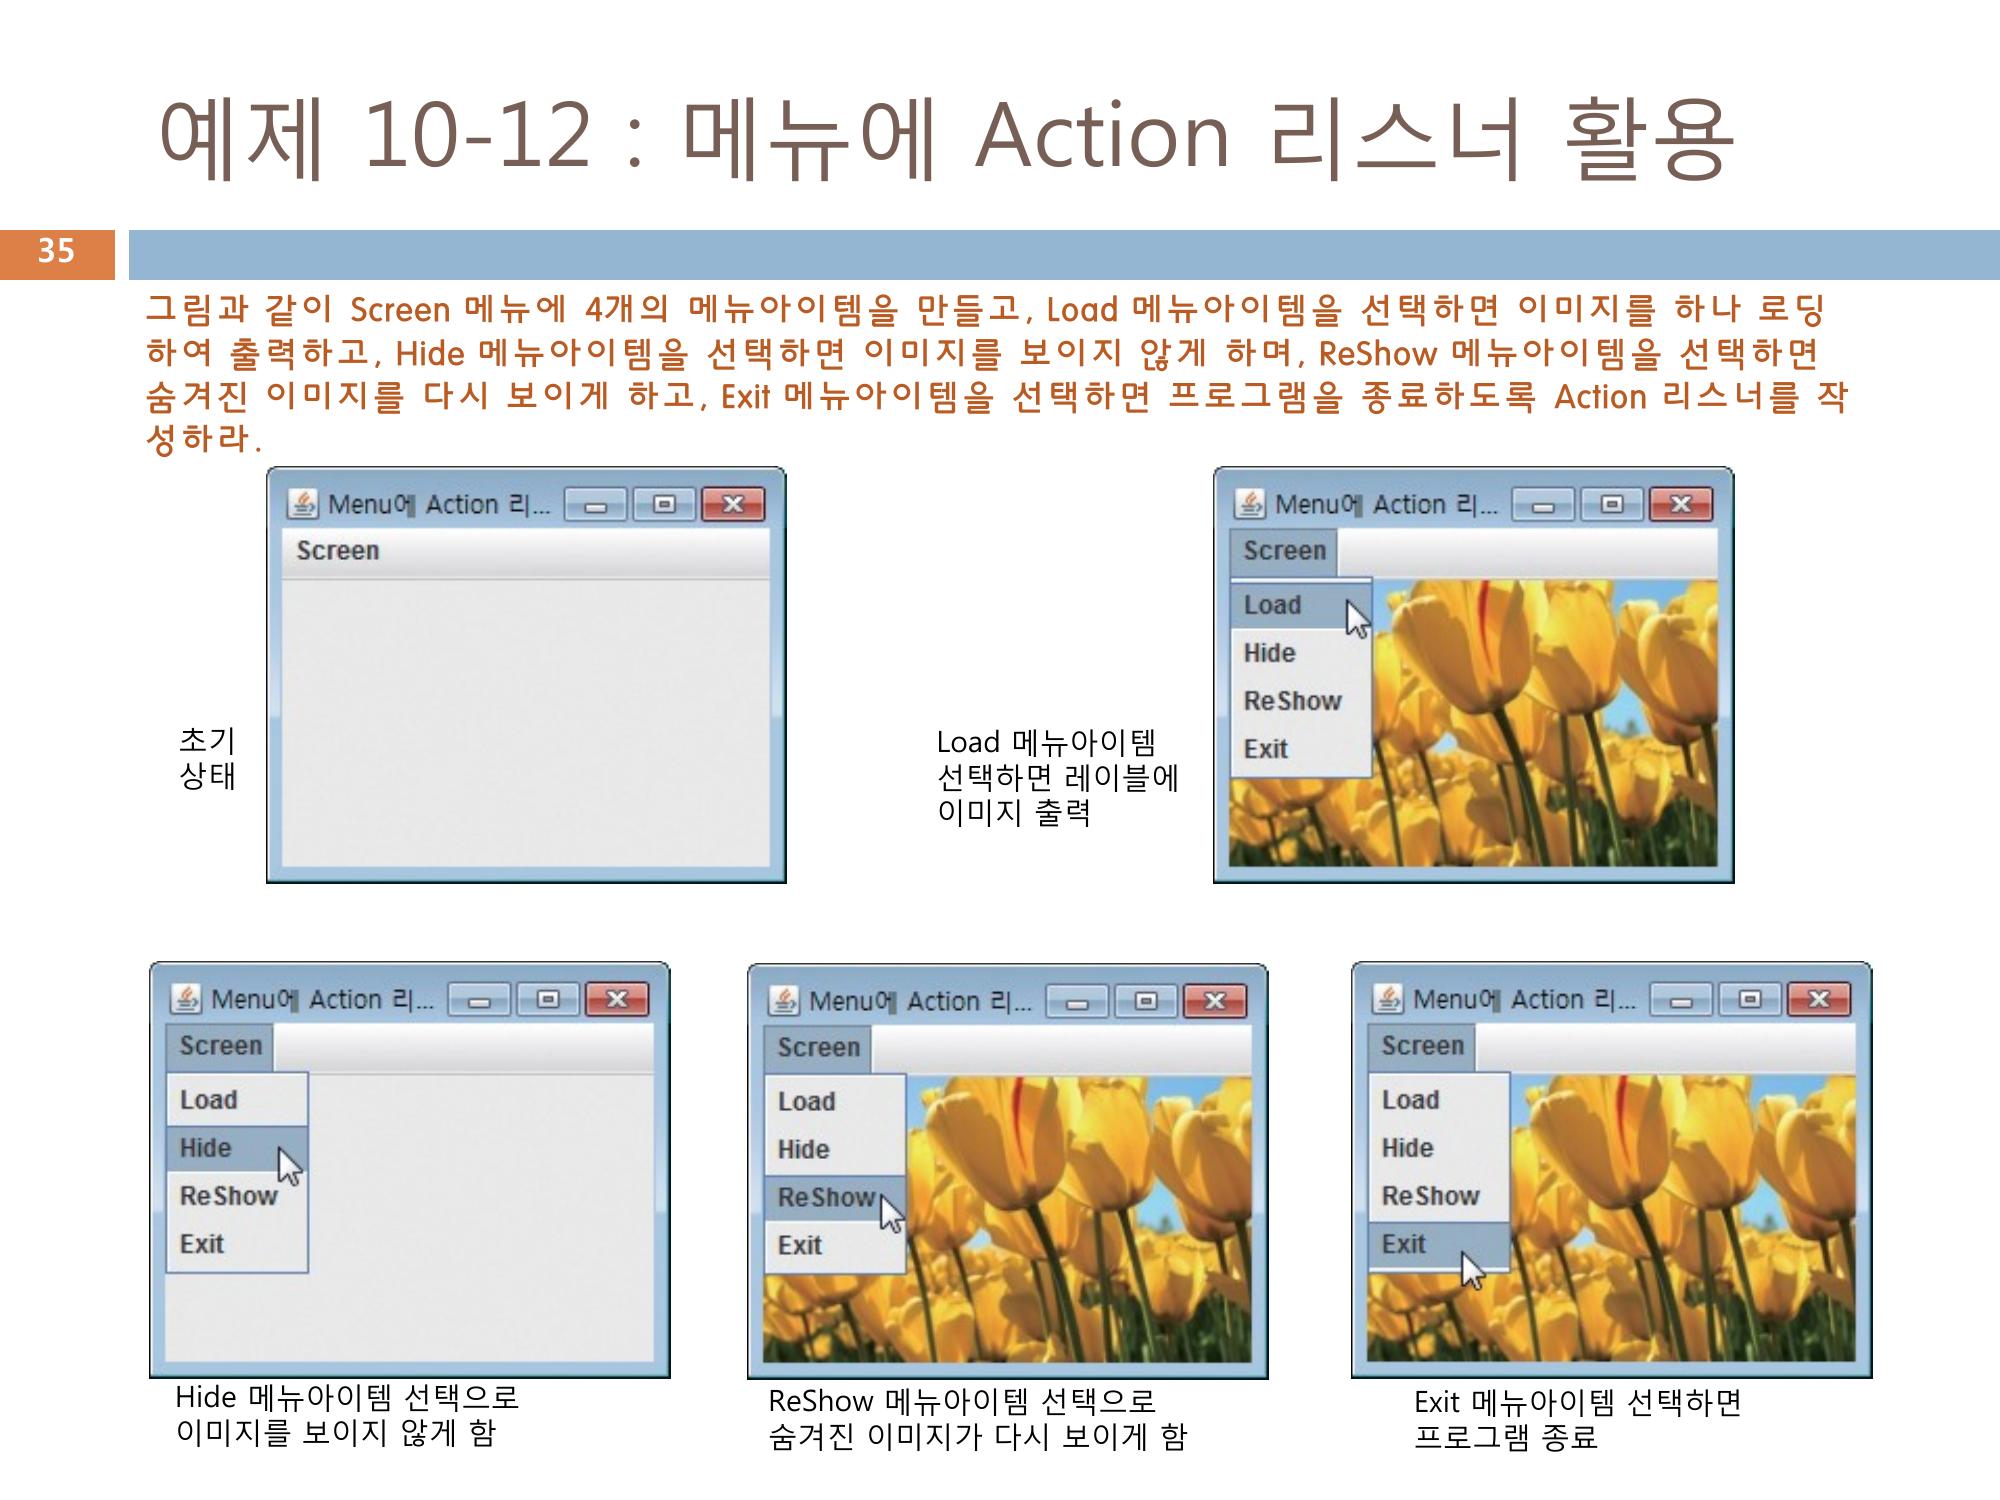 예제 10-12 : 메뉴에 Action 리스너 활용
35
그림과 같이 Screen 메뉴에 4개의 메뉴아이템을 만들고, Load 메뉴아이템을 선택하면 이미지를 하나 로딩
하여 출력하고, Hide 메뉴아이템을 선택하면 이미지를 보이지 않게 하며, ReShow 메뉴아이템을 선택하면
숨겨진 이미지를 다시 보이게 하고, Exit 메뉴아이템을 선택하면 프로그램을 종료하도록 Action 리스너를 작
성하라.
Menu에 Action 리...
Screen
초기
상태
Menu에 Action 리...
Screen
Load
Hide
ReShow
Exit
Load 메뉴아이템
선택하면 레이블에
이미지 출력
Menu에 Action 리...
Screen
Load
Hide
ReShow
Exit
Hide 메뉴아이템 선택으로
이미지를 보이지 않게 함
Menu에 Action 리...
Screen
Load
Hide
ReShow
Exit
ReShow 메뉴아이템 선택으로
숨겨진 이미지가 다시 보이게 함
Menu에 Action 리...
Screen
Load
Hide
ReShow
Exit
Exit 메뉴아이템 선택하면
프로그램 종료